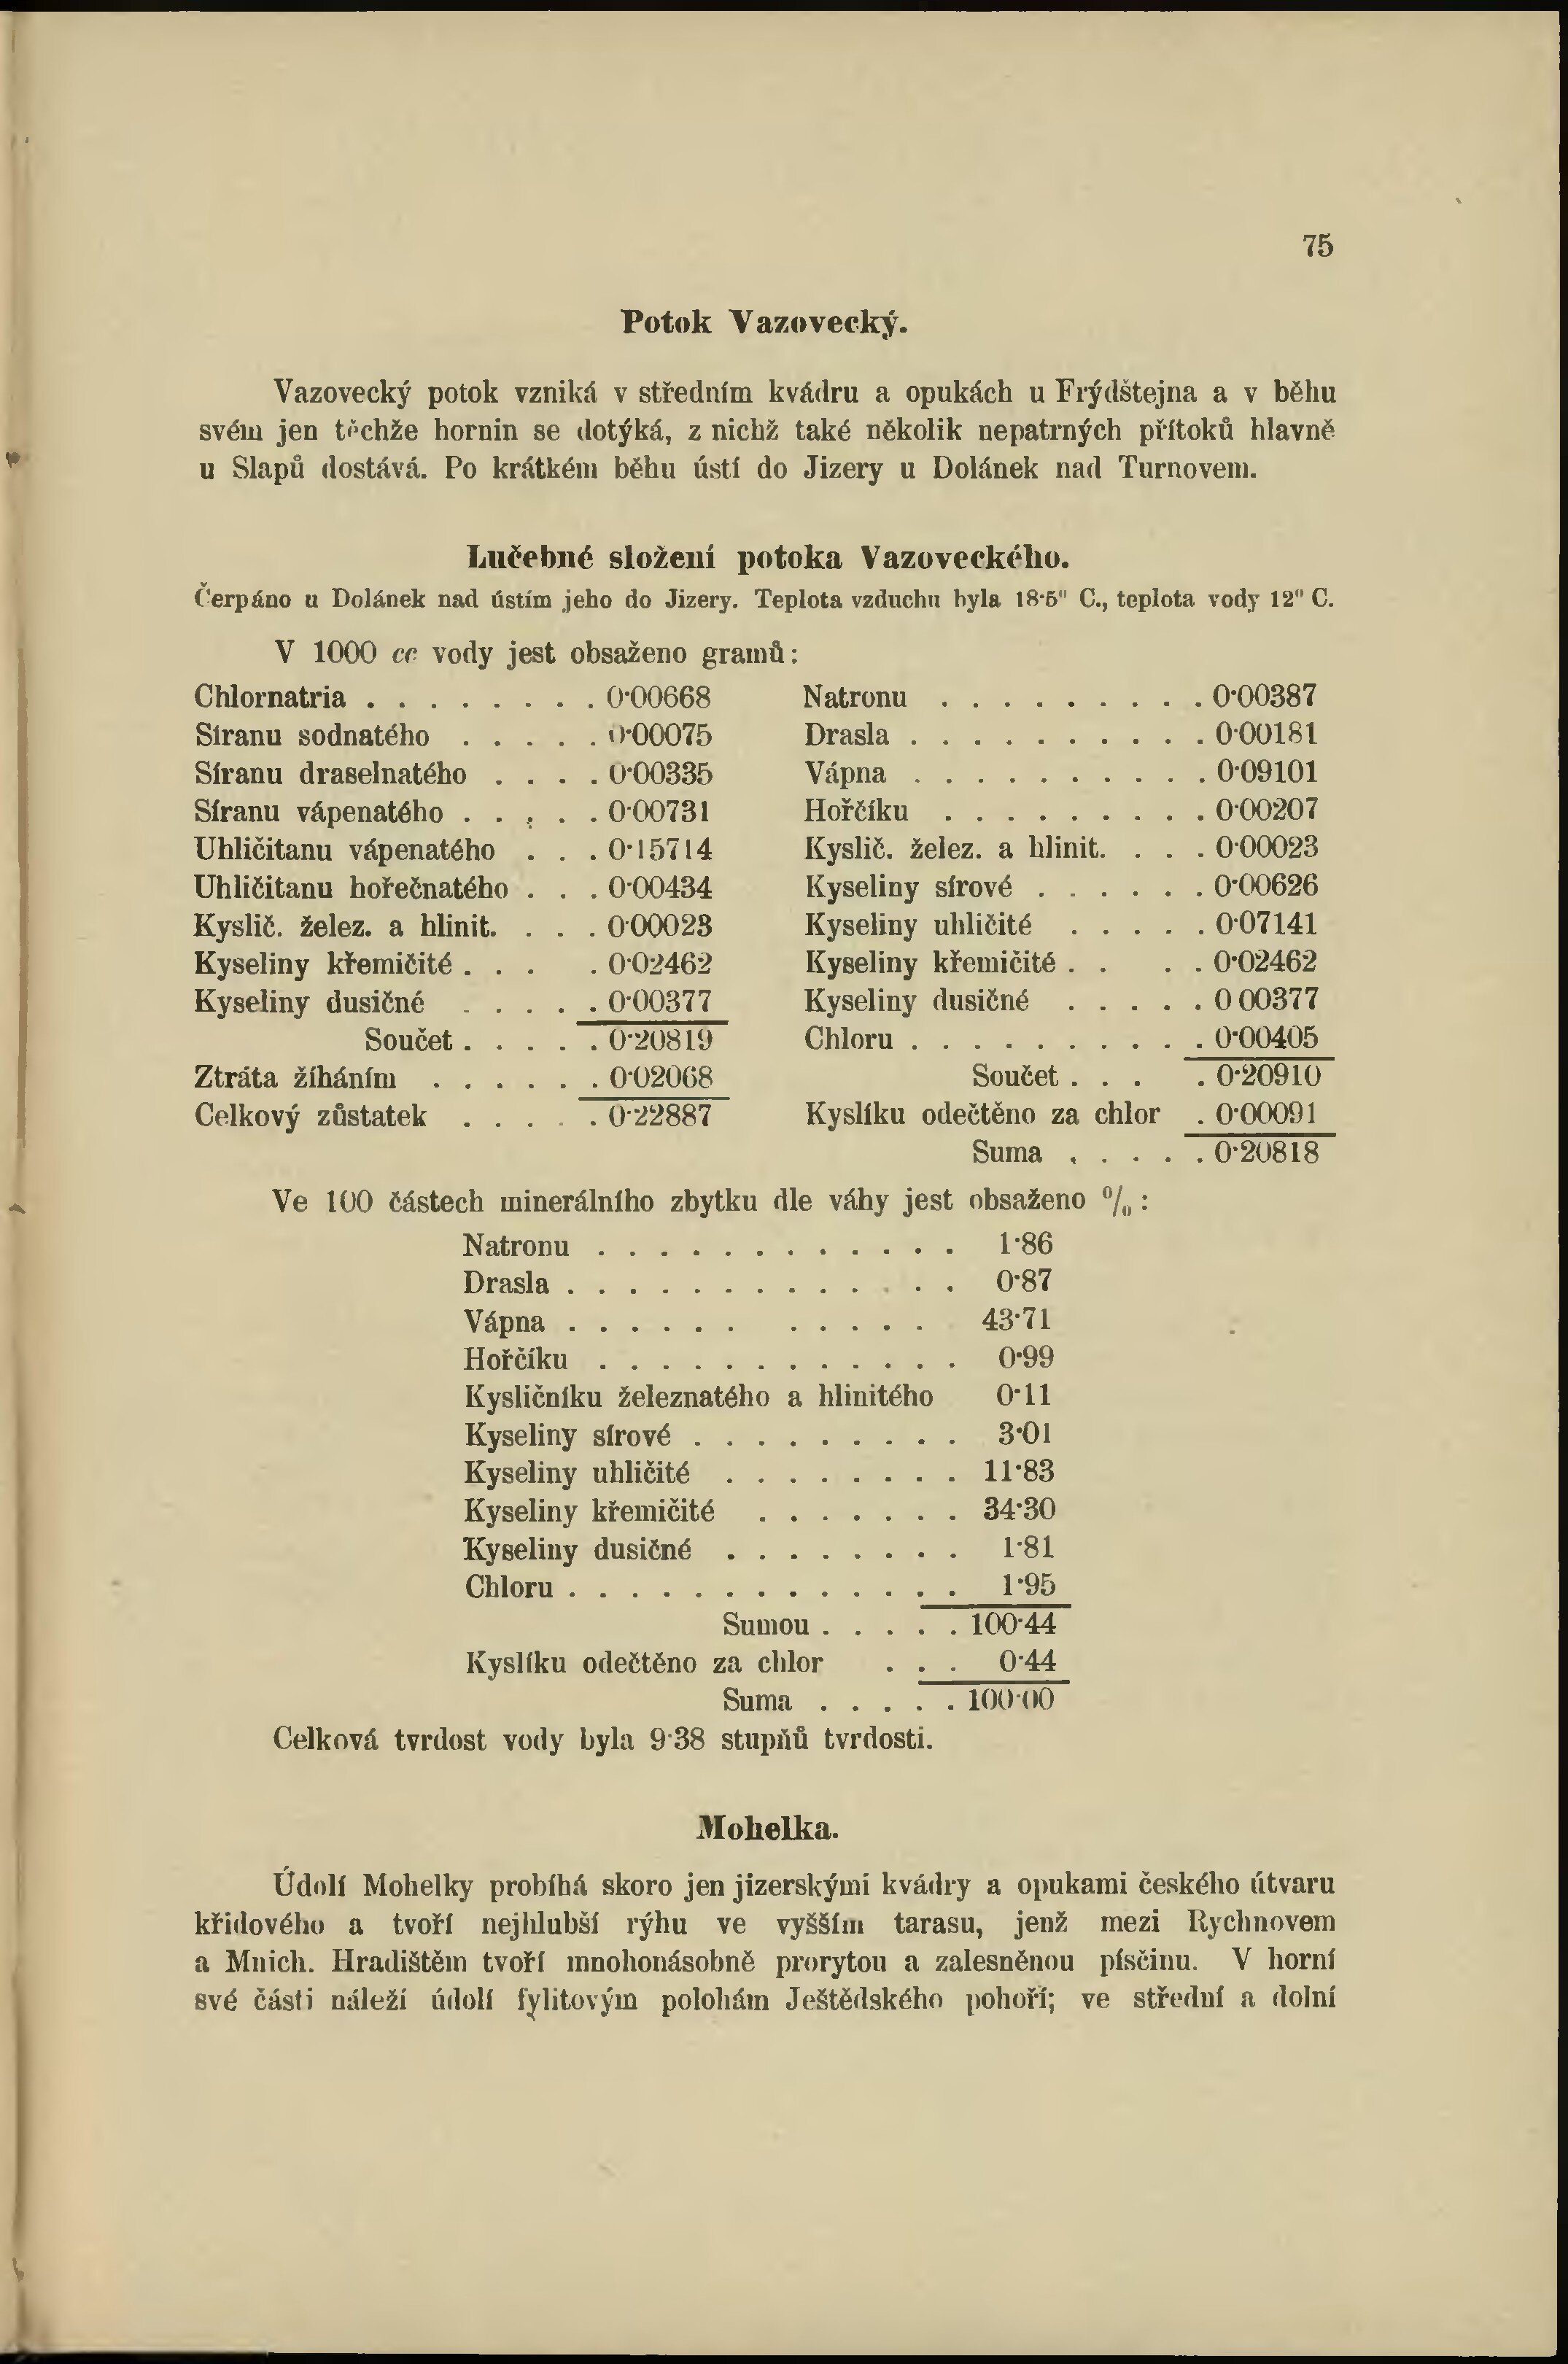 75
Potok Vazovecký.
Vazovecký potok vzniká v středním kvádru a opukách u Frýdštejna a v běhu
svém jen těchže hornin se dotýká, z nichž také několik nepatrných přítoků hlavně
u Slapů dostává. Po krátkém běhu ústí do Jizery u Dolánek nad Turnovem.
Lučebné složení potoka Vazoveckého.
Čerpáno u Dolánek nad ústím jeho do Jizery. Teplota vzduchu byla 18·5° C., teplota vody 12° C.
V 1000 cc vody jest obsaženo gramů:
Chlornatria . . . . . . . . 0·00668
Síranu sodnatého . . . . . 0·00075
Síranu draselnatého . . . . 0·00335
Síranu vápenatého . . . . . 0·00731
Uhličitanu vápenatého . . . 0·15714
Uhličitanu hořečnatého . . . 0·00434
Kyslič. želez. a hlinit. . . . 0·00023
Kyseliny křemičité . . . . 0·02462
Kyseliny dusičné . . . . . 0·00377
Součet . . . . . 0·20819
Ztráta žíháním . . . . . . 0·02068
Celkový zůstatek . . . . . 0·22887
Natronu . . . . . . . . . 0·00387
Drasla . . . . . . . . . . 0·00181
Vápna . . . . . . . . . . 0·09101
Hořčíku . . . . . . . . . 0·00207
Kyslič. želez. a hlinit. . . . 0·00023
Kyseliny sírové . . . . . . 0·00626
Kyseliny uhličité . . . . . 0·07141
Kyseliny křemičité . . . . 0·02462
Kyseliny dusičné . . . . . 0 00377
Chloru . . . . . . . . . . 0·00405
Součet . . . . 0·20910
Kyslíku odečtěno za chlor . 0·00091
Suma . . . . . 0·20818
Ve 100 částech minerálního zbytku dle váhy jest obsaženo %:
Natronu . . . . . . . . . . . . 1·86
Drasla . . . . . . . . . . . . . 0·87
Vápna . . . . . . . . . . . 43·71
Hořčíku . . . . . . . . . . . . 0·99
Kysličníku železnatého a hlinitého 0·11
Kyseliny sírové . . . . . . . . . 3·01
Kyseliny uhličité . . . . . . . . 11·83
Kyseliny křemičité . . . . . . . 34·30
Kyseliny dusičné . . . . . . . . 1·81
Chloru . . . . . . . . . . . . . 1·95
Sumou . . . . . 100·44
Kyslíku odečtěno za chlor . . . 0·44
Suma . . . . . 100·00
Celková tvrdost vody byla 9·38 stupňů tvrdosti.
Mohelka.
Údolí Mohelky probíhá skoro jen jizerskými kvádry a opukami českého útvaru
křidového a tvoří nejhlubší rýhu ve vyšším tarasu, jenž mezi Rychnovem
a Mnich. Hradištěm tvoří mnohonásobně prorytou a zalesněnou písčinu. V horní
své části náleží údolí fylitovým polohám Ještědského pohoří; ve střední a dolní